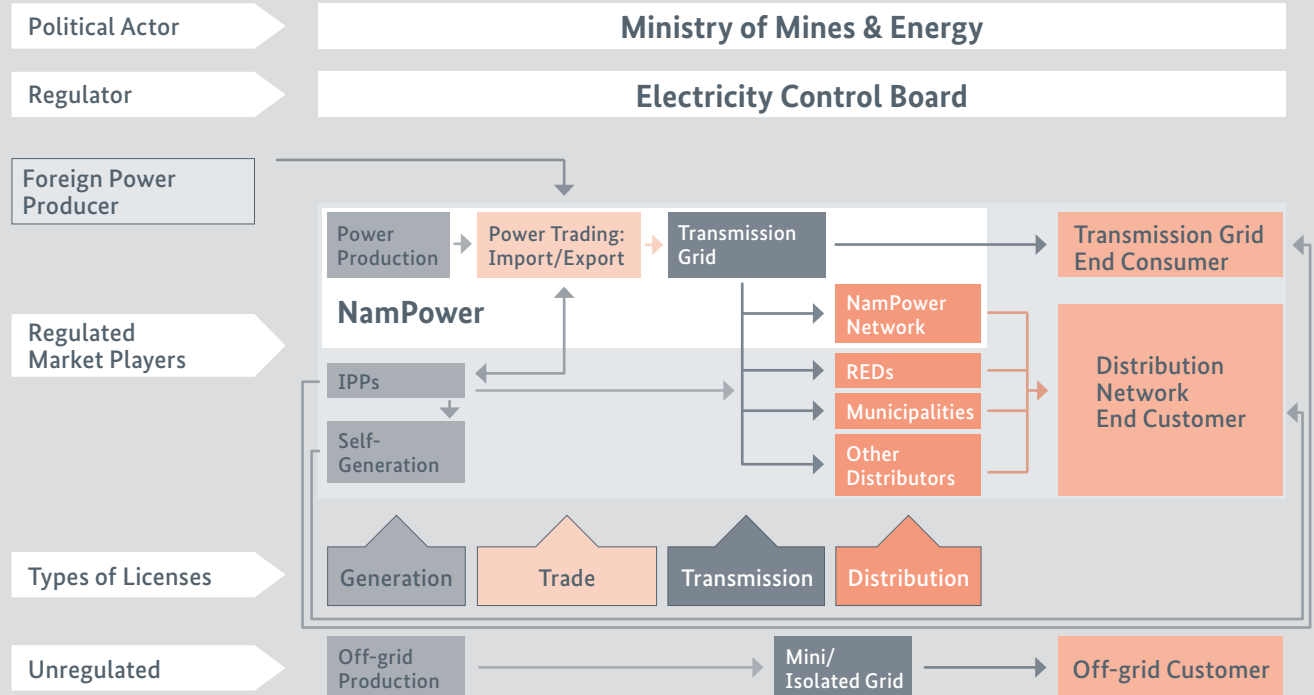 Political Actor
Ministry of Mines & Energy
Regulator
Electricity Control Board
Foreign Power
Producer
Power
Production
Power Trading:
Import/Export
Transmission
Grid
Transmission Grid
End Consumer
NamPower
NamPower
Network
Regulated
Market Players
IPPs
REDs
Municipalities
Self-
Generation
Other
Distributors
Distribution
Network
End Customer
Types of Licenses
Generation
Trade
Transmission
Distribution
Unregulated
Off-grid
Production
Mini/
Isolated Grid
Off-grid Customer